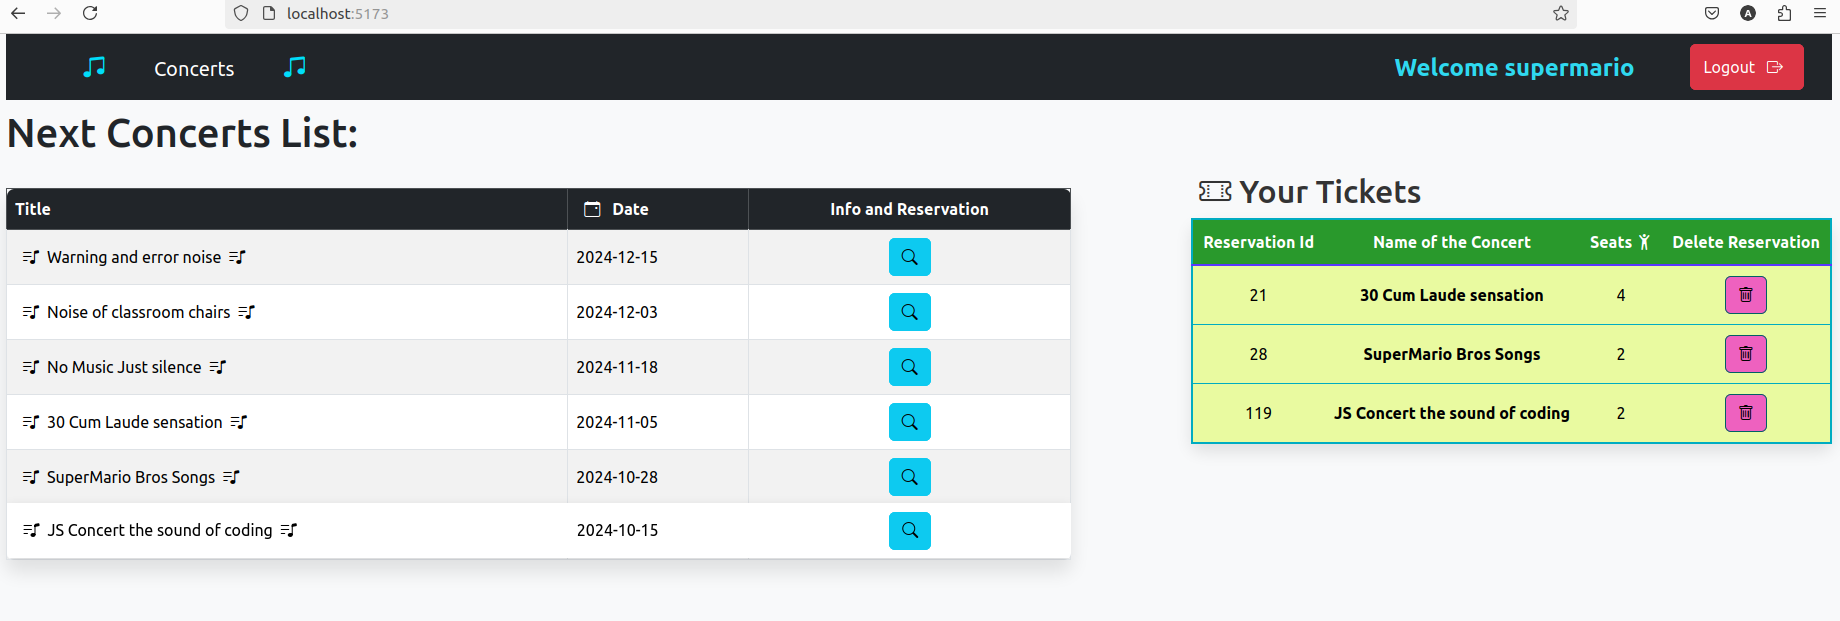 localhost:5173
Concerts
Welcome supermario
Logout
Next Concerts List:
Title Date Info and Reservation
Warning and error noise 2024-12-15
Noise of classroom chairs 2024-12-03
No Music Just silence 2024-11-18
30 Cum Laude sensation 2024-11-05
SuperMario Bros Songs 2024-10-28
JS Concert the sound of coding 2024-10-15
Your Tickets
Reservation Id Name of the Concert Seats Delete Reservation
21 30 Cum Laude sensation 4
28 SuperMario Bros Songs 2
119 JS Concert the sound of coding 2
A